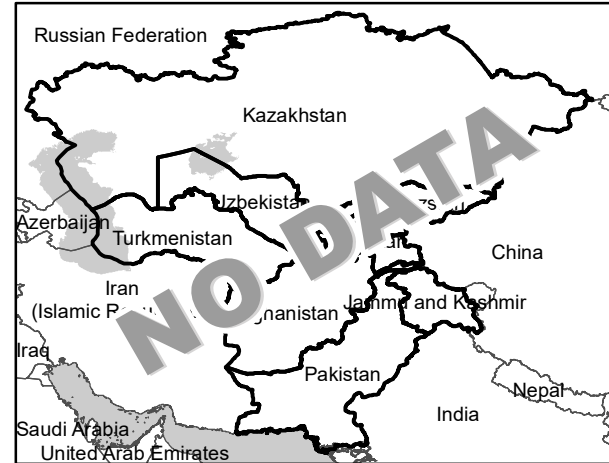 Russian Federation
Kazakhstan
Uzbekistan
Azerbaijan
Turkmenistan
China
Iran
(Islamic
Jammu and Kashmir
Iraq
Pakistan
Nepal
India
Saudi Arabia
United Arab Emirates
NO DATA